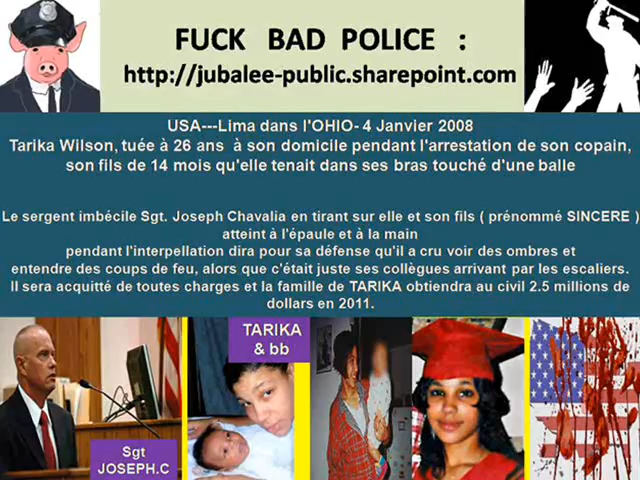 FUCK BAD POLICE :
http://jubalee-public.sharepoint.com
USA---Lima dans l'OHIO- 4 Janvier 2008
Tarika Wilson, tuée à 26 ans à son domicile pendant l'arrestation de son copain,
son fils de 14 mois qu'elle tenait dans ses bras touché d'une balle
Le sergent imbécile Sgt. Joseph Chavalia en tirant sur elle et son fils ( prénommé SINCERE )
atteint à l'épaule et à la main
pendant l'interpellation dira pour sa défense qu'il a cru voir des ombres et
entendre des coups de feu, alors que c'était juste ses collègues arrivant par les escaliers.
Il sera acquitté de toutes charges et la famille de TARIKA obtiendra au civil 2.5 millions de
dollars en 2011.
TARIKA
& bb
Sgt
JOSEPH.C